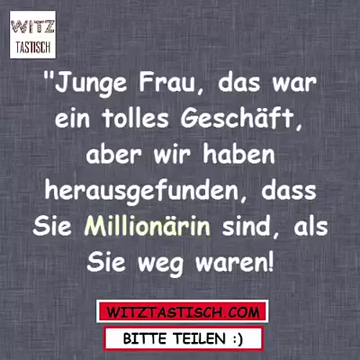 WITZ
TASTISCH
"Junge Frau, das war
ein tolles Geschäft,
aber wir haben
herausgefunden, dass
Sie Millionärin sind, als
Sie weg waren!
WITZTASTISCH.COM
BITTE TEILEN :)